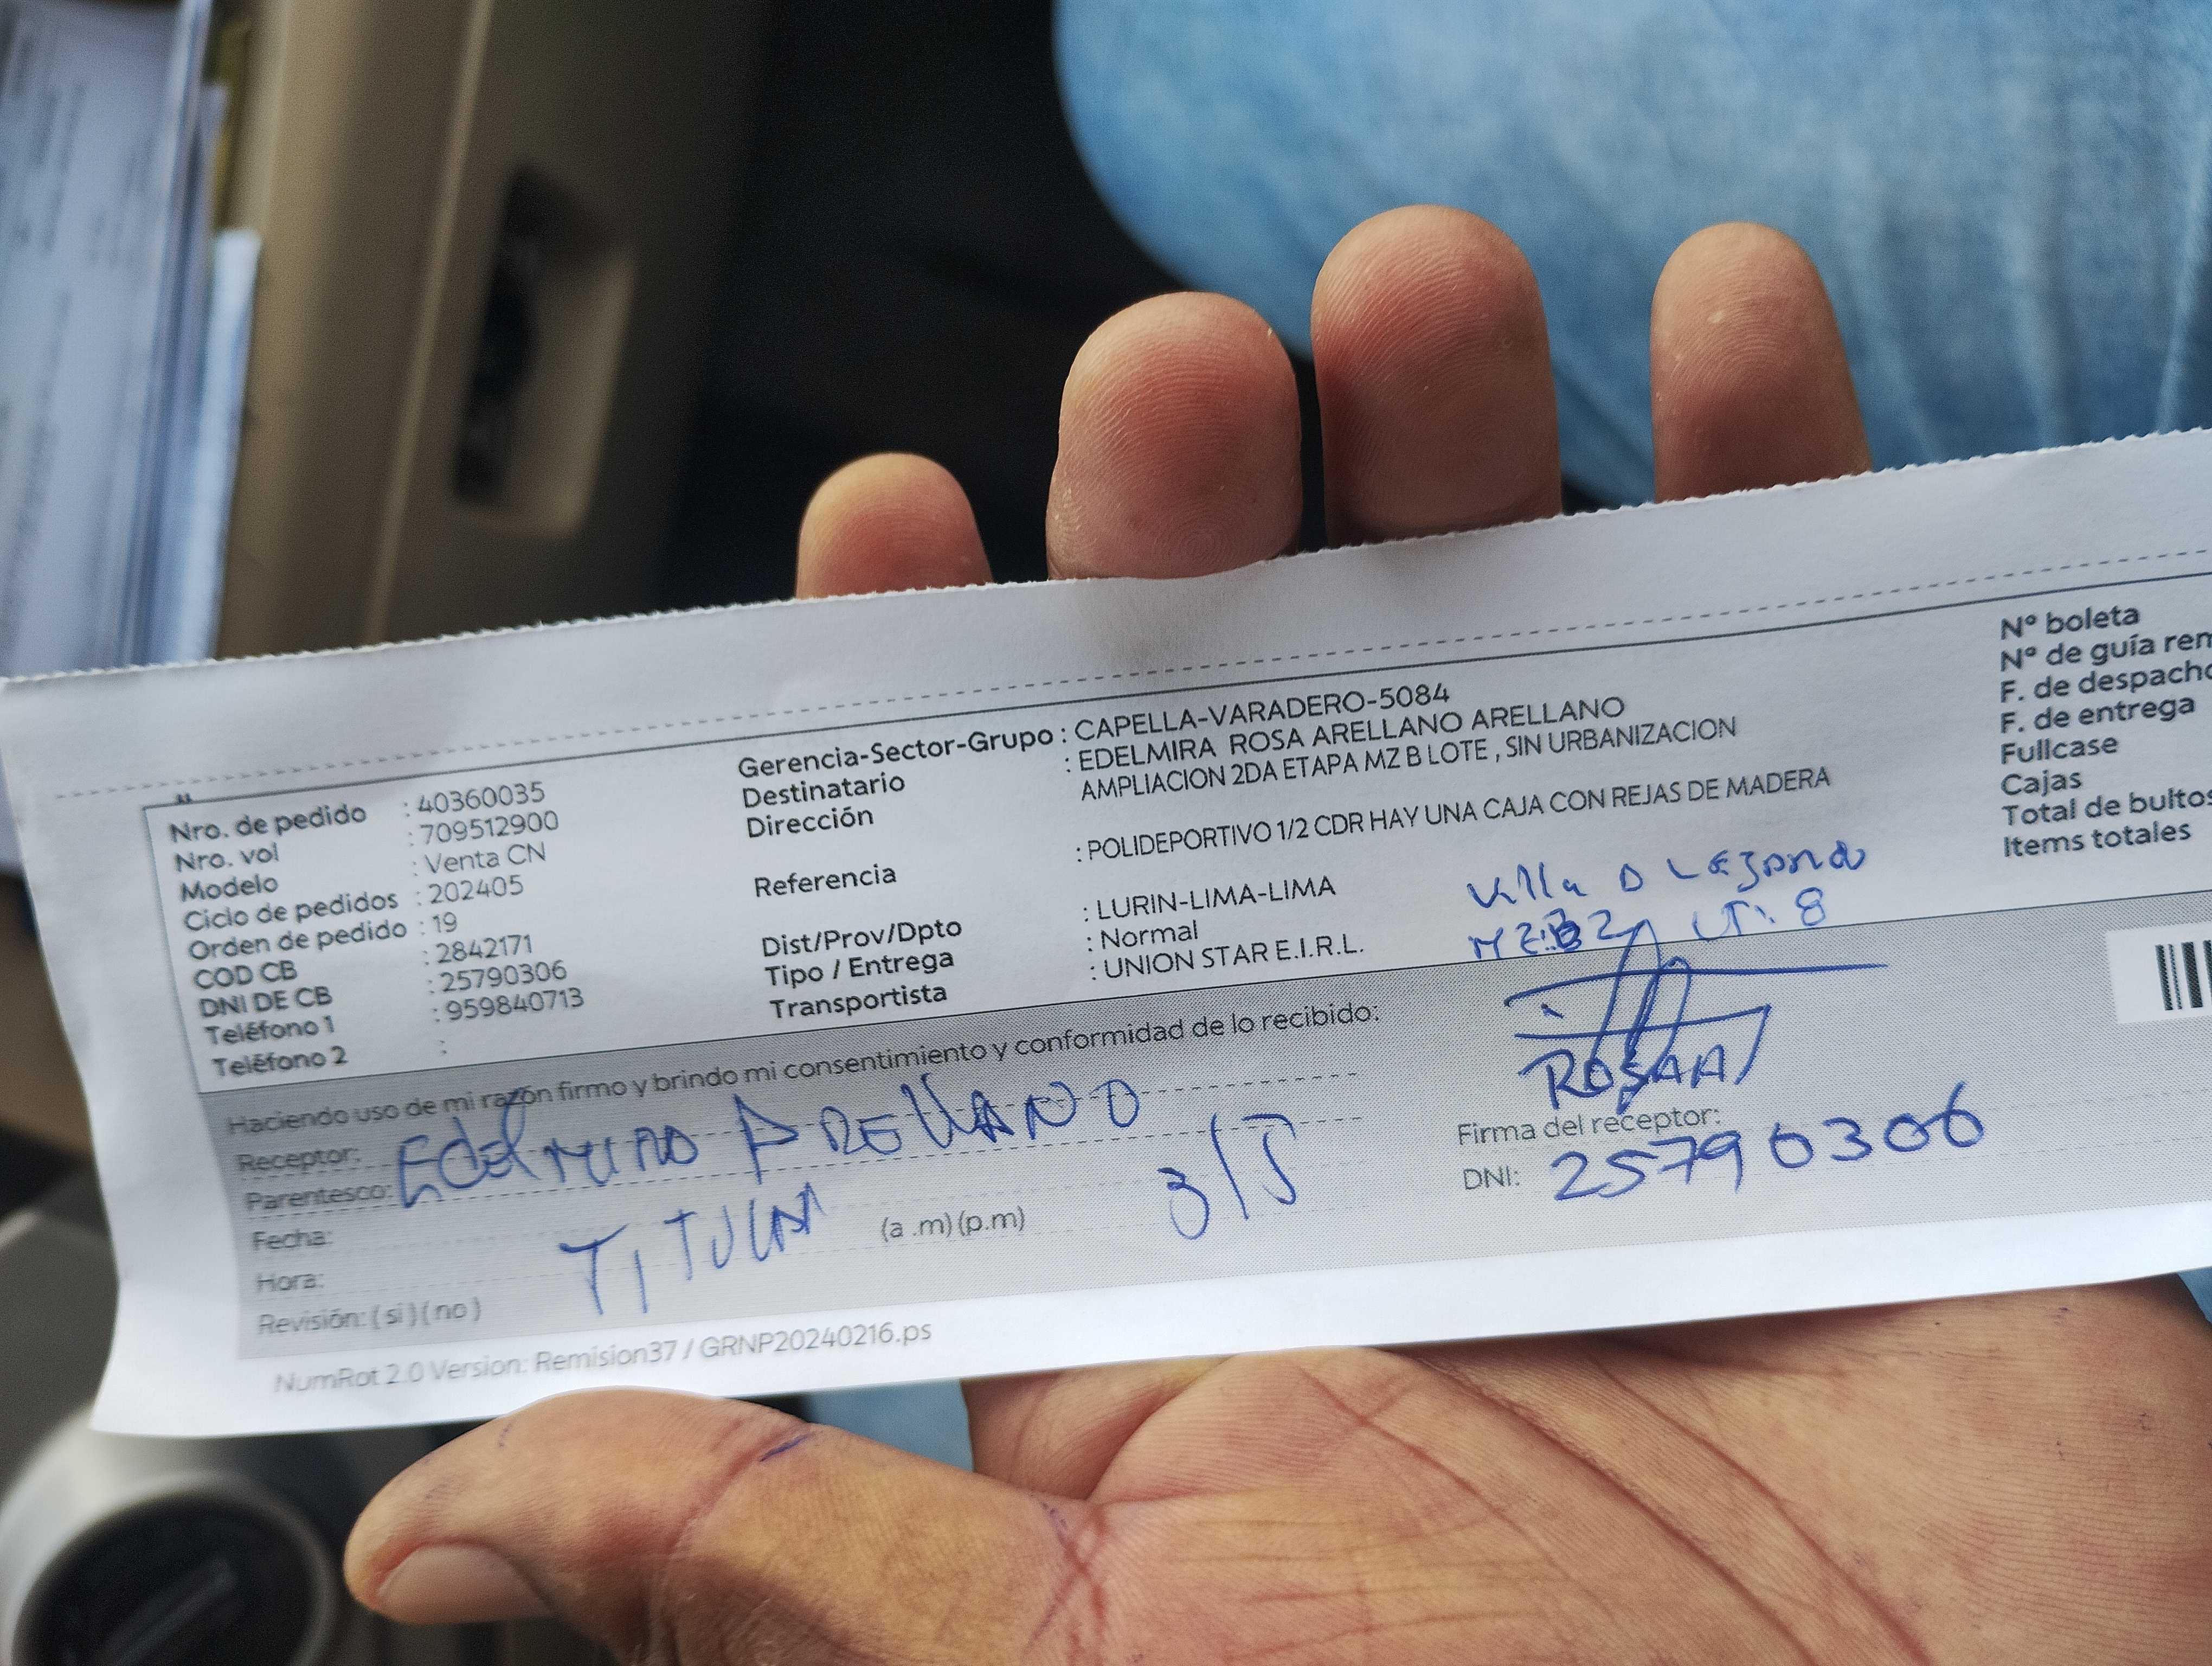 Nro. de pedido : 40360035
Nro. vol : 709512900
Modelo : Venta CN
Ciclo de pedidos : 202405
Orden de pedido : 19
COD CB : 2842171
DNI DE CB : 25790306
Teléfono 1 : 959840713
Teléfono 2 :
Gerencia-Sector-Grupo : CAPELLA-VARADERO-5084
Destinatario : EDELMIRA ROSA ARELLANO ARELLANO
Dirección AMPLIACION 2DA ETAPA MZ B LOTE , SIN URBANIZACION
Referencia : POLIDEPORTIVO 1/2 CDR HAY UNA CAJA CON REJAS DE MADERA
Dist/Prov/Dpto : LURIN-LIMA-LIMA
Tipo / Entrega : Normal
Transportista : UNION STAR E.I.R.L.
Villa
8
Nº boleta
Nº de guía rem
F. de despacho
F. de entrega
Fullcase
Cajas
Total de bultos
Items totales
Haciendo uso de mi razón firmo y brindo mi consentimiento y conformidad de lo recibido:
Receptor:
Parentesco: ARELLANO
Fecha: TITULAR 3/5
Hora: (a .m) (p.m)
Revisión: ( si ) ( no )
Firma del receptor:
DNI: 25790306
NumRot 2.0 Version: Remision37 / GRNP20240216.ps